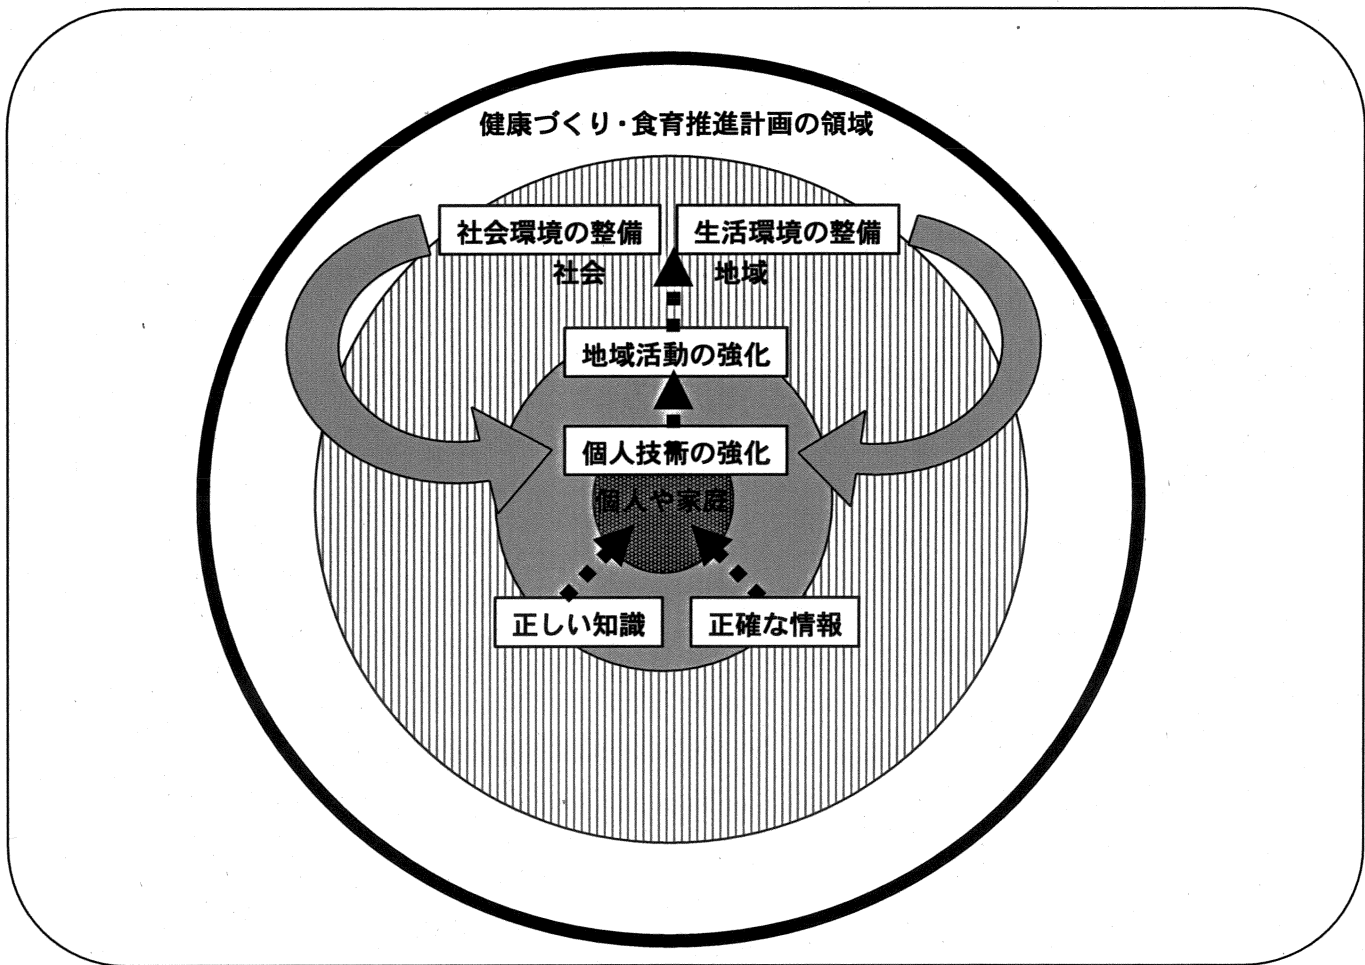 健康づくり・食育推進計画の領域
社会環境の整備
生活環境の整備
社会
地域
地域活動の強化
個人技術の強化
個人や家庭
正しい知識
正確な情報